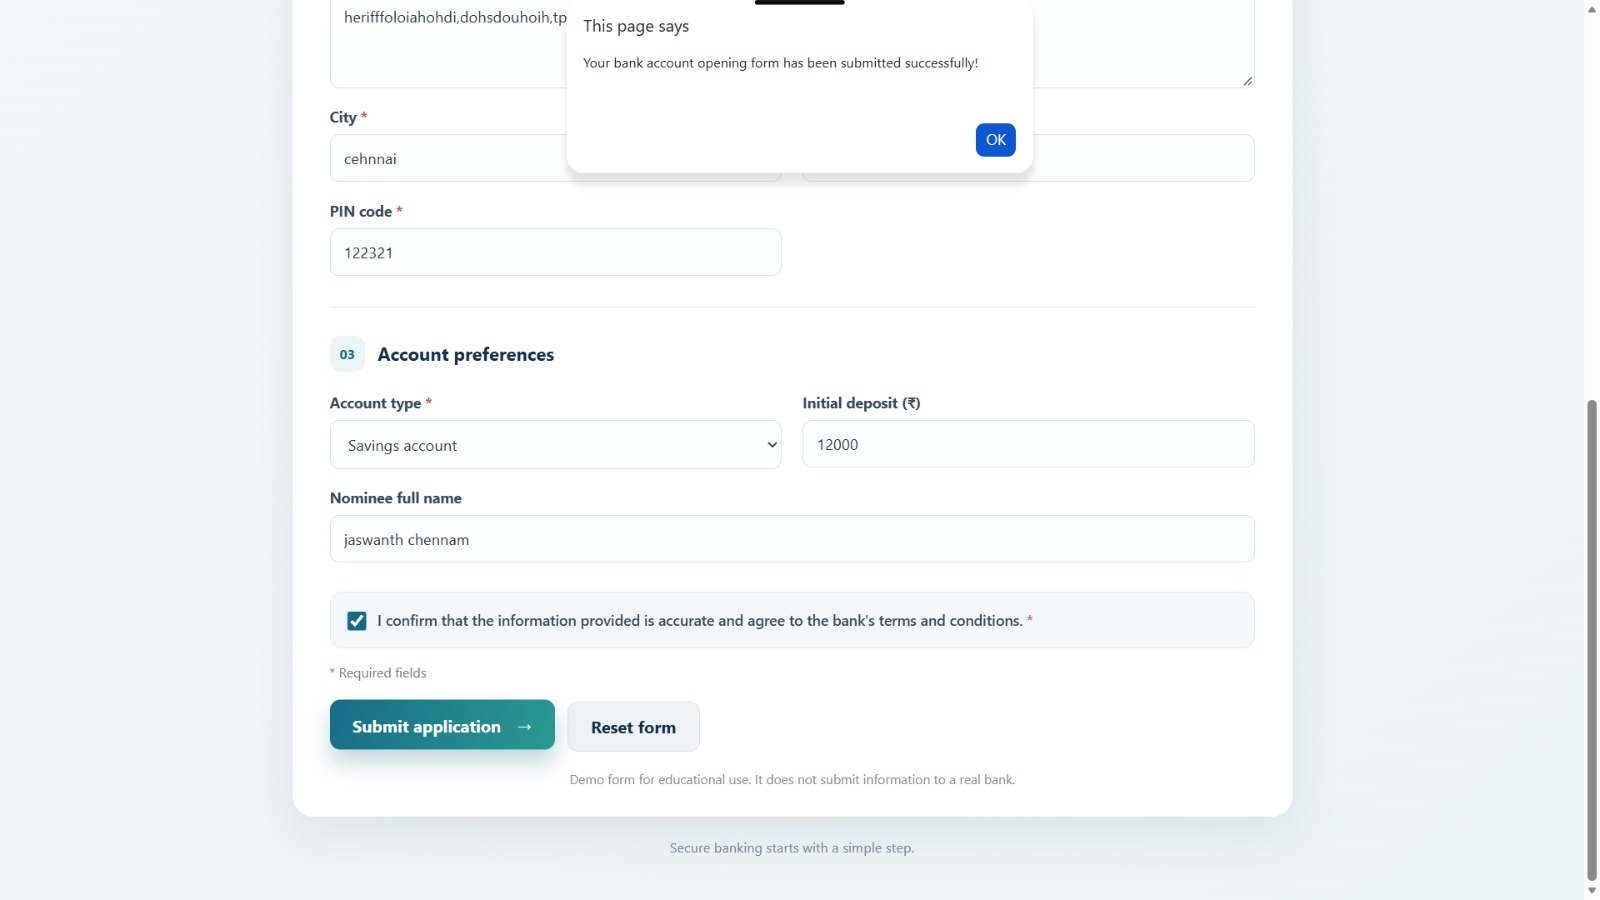 herifffoloiahohdi,dohsdouhoih,tp
This page says
Your bank account opening form has been submitted successfully!
OK
City *
cehnnai
PIN code *
122321
03
Account preferences
Account type *
Initial deposit (₹)
Savings account
12000
Nominee full name
jaswanth chennam
I confirm that the information provided is accurate and agree to the bank's terms and conditions. *
* Required fields
Submit application →
Reset form
Demo form for educational use. It does not submit information to a real bank.
Secure banking starts with a simple step.